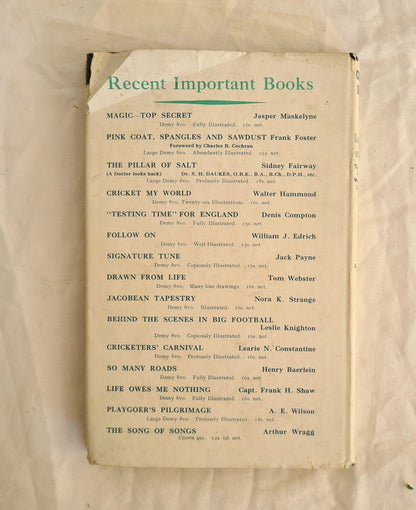 Recent Important Books
MAGIC—TOP SECRET Jasper Maskelyne
Demy 8vo. Fully Illustrated. 16s. net.
PINK COAT, SPANGLES AND SAWDUST Frank Foster
Foreword by Charles B. Cochran
Large Demy 8vo. Abundantly Illustrated. 21s. net.
THE PILLAR OF SALT Sidney Fairway
(A Doctor looks back) Dr. S. H. DAUKES, O.B.E., B.A., B.Ch., D.P.H., etc.
Large Demy 8vo. Profusely Illustrated. 18s. net.
CRICKET MY WORLD Walter Hammond
Demy 8vo. Twenty-six Illustrations. 16s. net.
"TESTING TIME" FOR ENGLAND Denis Compton
Demy 8vo. Fully Illustrated. 15s. net.
FOLLOW ON William J. Edrich
Demy 8vo. Well Illustrated. 15s. net.
SIGNATURE TUNE Jack Payne
Demy 8vo. Copiously Illustrated. 16s. net.
DRAWN FROM LIFE Tom Webster
Demy 8vo. Many line drawings. 16s. net.
JACOBEAN TAPESTRY Nora K. Strange
Demy 8vo. Illustrated. 16s. net.
BEHIND THE SCENES IN BIG FOOTBALL
Leslie Knighton
Demy 8vo. Copiously Illustrated. 16s. net.
CRICKETERS' CARNIVAL Learie N. Constantine
Demy 8vo. Profusely Illustrated. 16s. net.
SO MANY ROADS Henry Baerlein
Demy 8vo. Fully Illustrated. 16s. net.
LIFE OWES ME NOTHING Capt. Frank H. Shaw
Demy 8vo. Fully Illustrated. 16s. net.
PLAYGOER'S PILGRIMAGE A. E. Wilson
Large Demy 8vo. Profusely Illustrated. 18s. net.
THE SONG OF SONGS Arthur Wragg
Crown 4to. 12s. 6d. net.